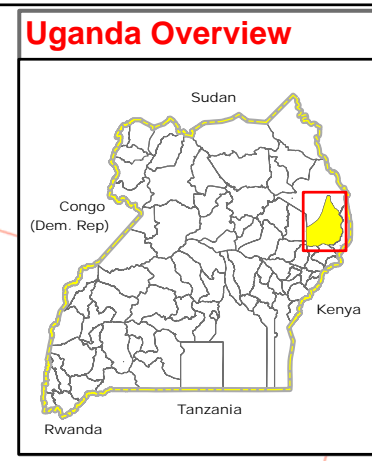 Uganda Overview
Sudan
Congo
(Dem. Rep)
Kenya
Tanzania
Rwanda